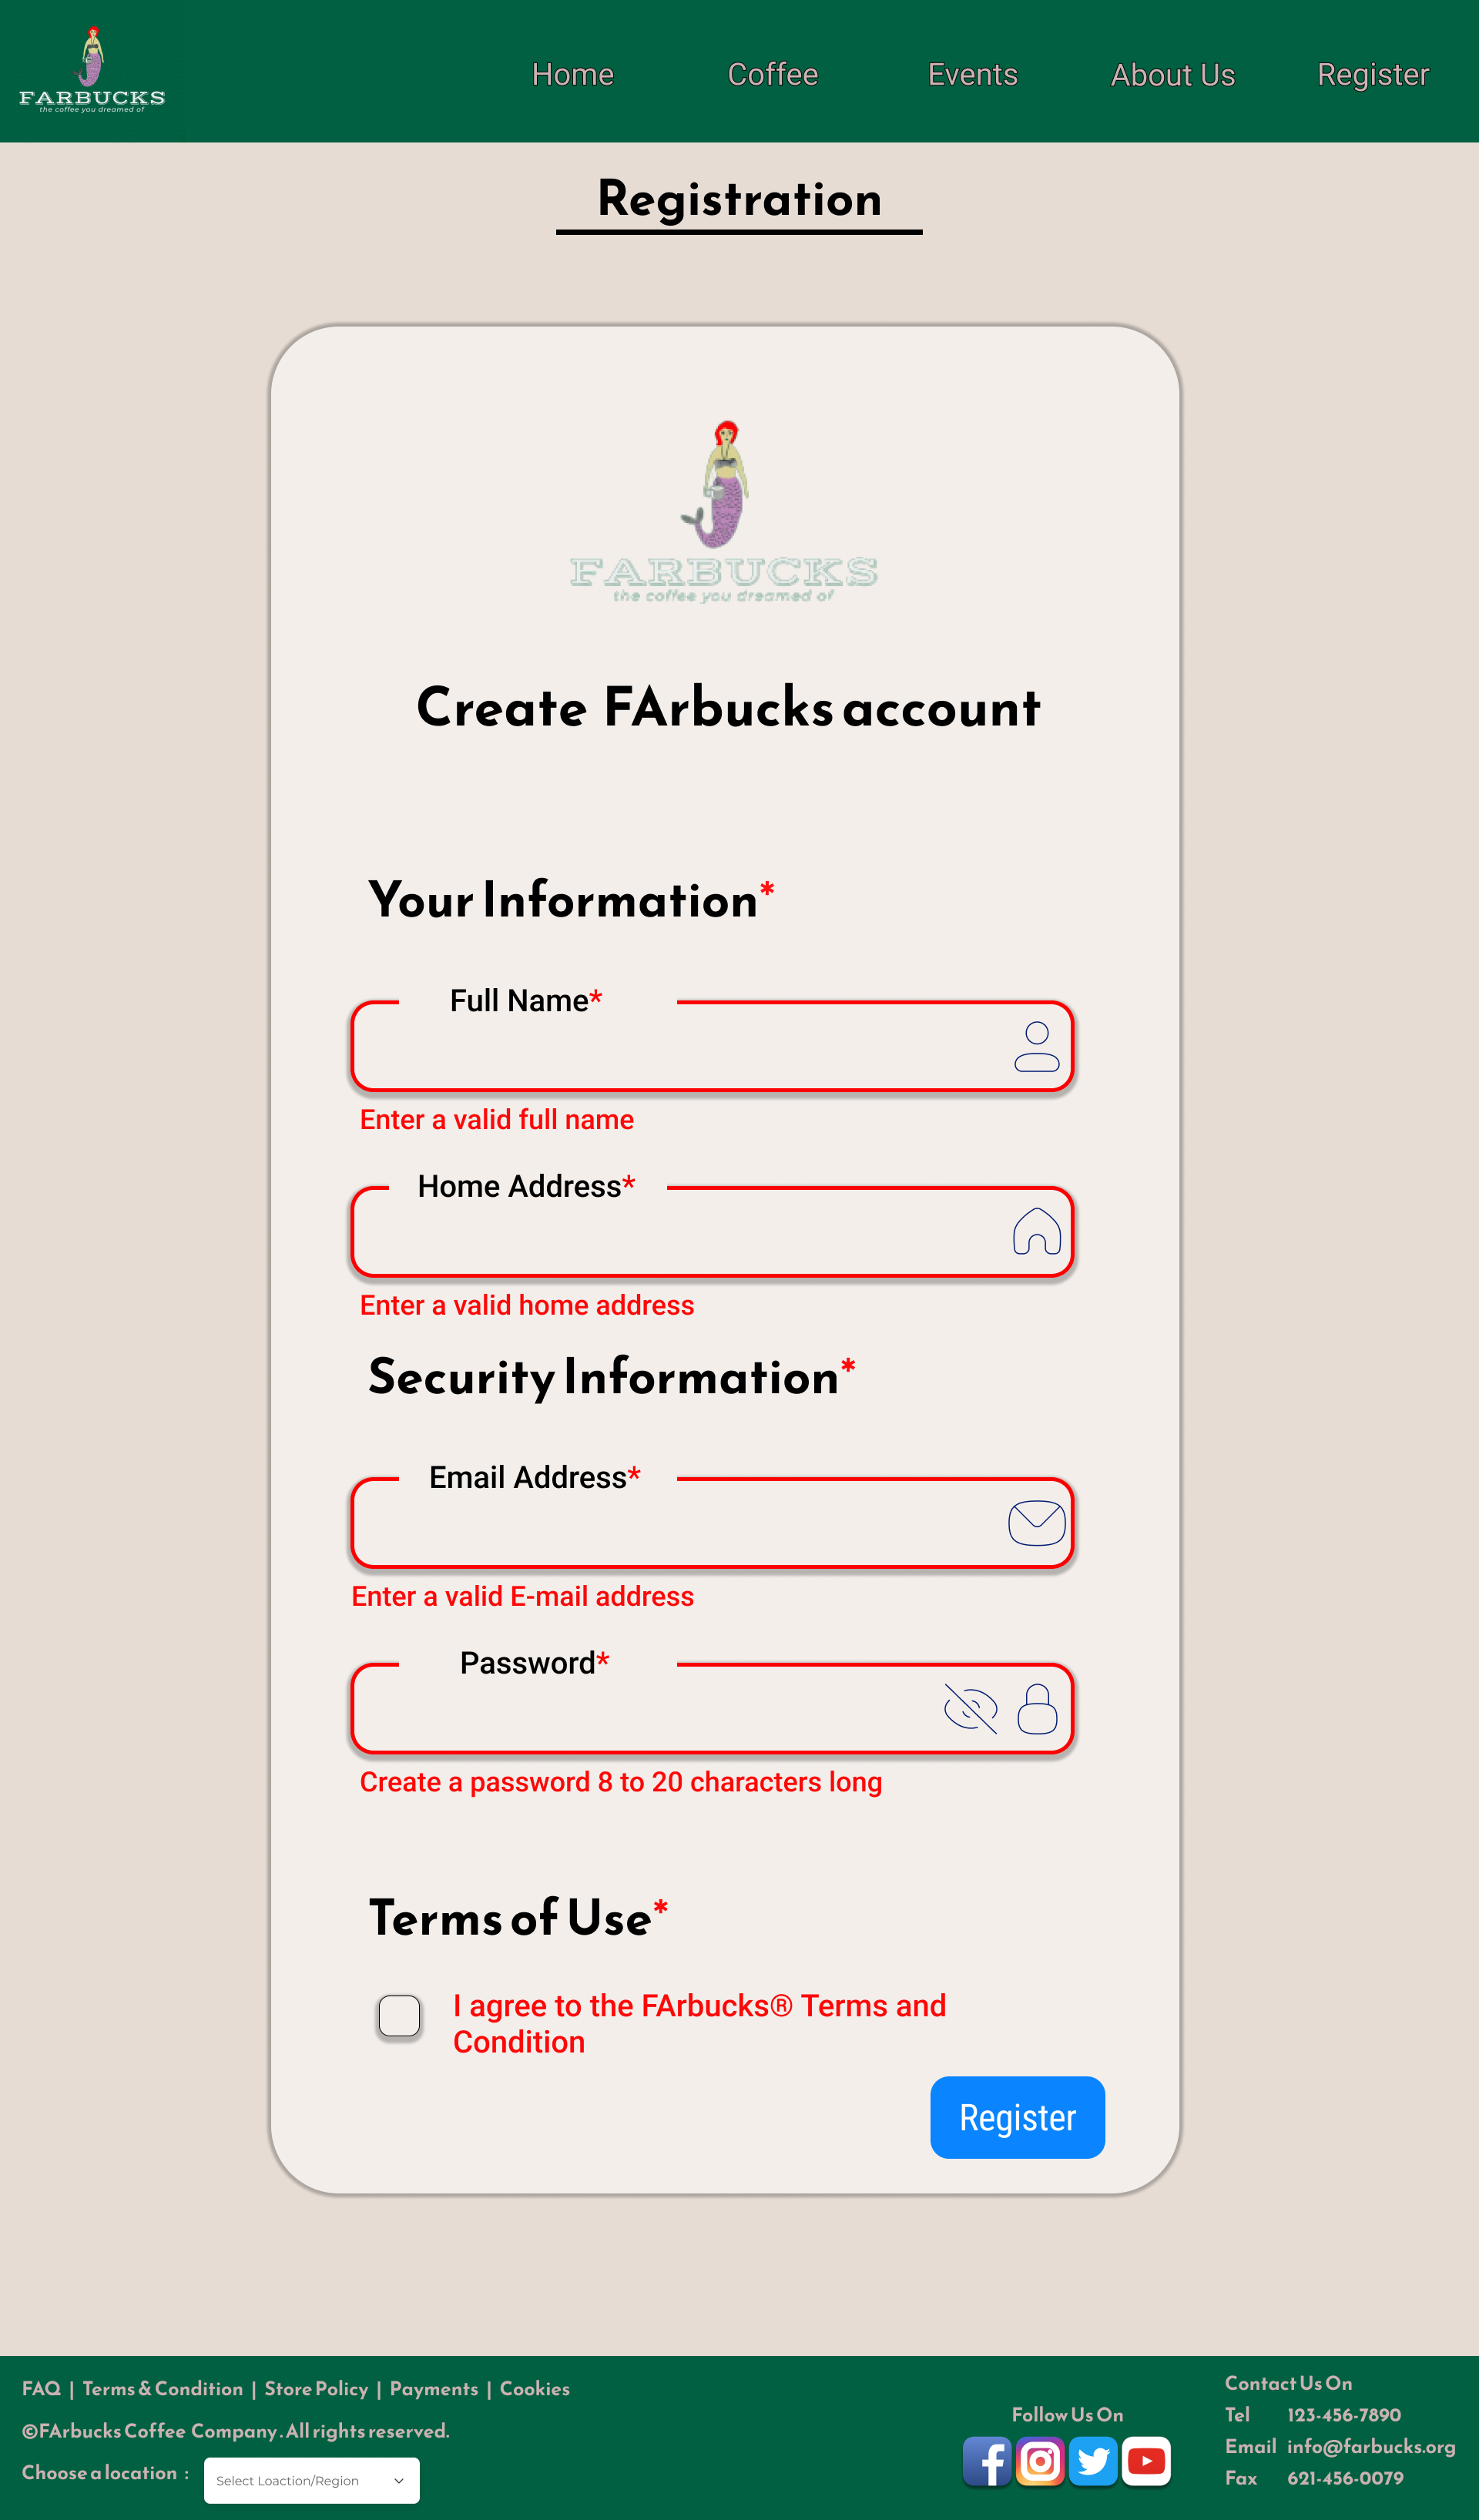 FARBUCKS
the coffee you dreamed of
Home Coffee Events About Us Register
Registration
FARBUCKS
the coffee you dreamed of
Create FArbucks account
Your Information*
Full Name*
Enter a valid full name
Home Address*
Enter a valid home address
Security Information*
Email Address*
Enter a valid E-mail address
Password*
Create a password 8 to 20 characters long
Terms of Use*
I agree to the FArbucks® Terms and
Condition
Register
FAQ | Terms & Condition | Store Policy | Payments | Cookies
©FArbucks Coffee Company . All rights reserved.
Choose a location :
Select Loaction/Region
Follow Us On
Contact Us On
Tel 123-456-7890
Email info@farbucks.org
Fax 621-456-0079